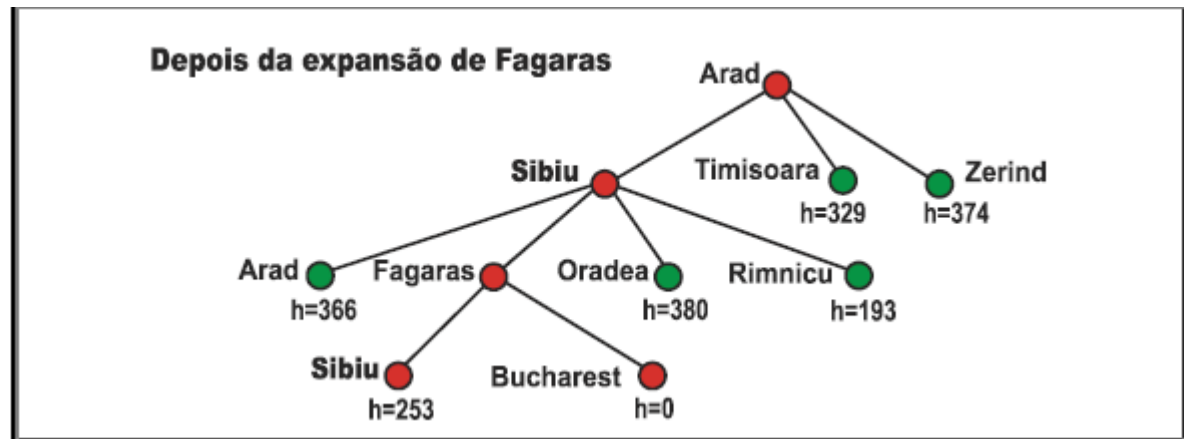 Depois da expansão de Fagaras
Arad
Sibiu
Timisoara
Zerind
h=329
h=374
Arad
Fagaras
Oradea
Rimnicu
h=366
h=380
h=193
Sibiu
Bucharest
h=253
h=0